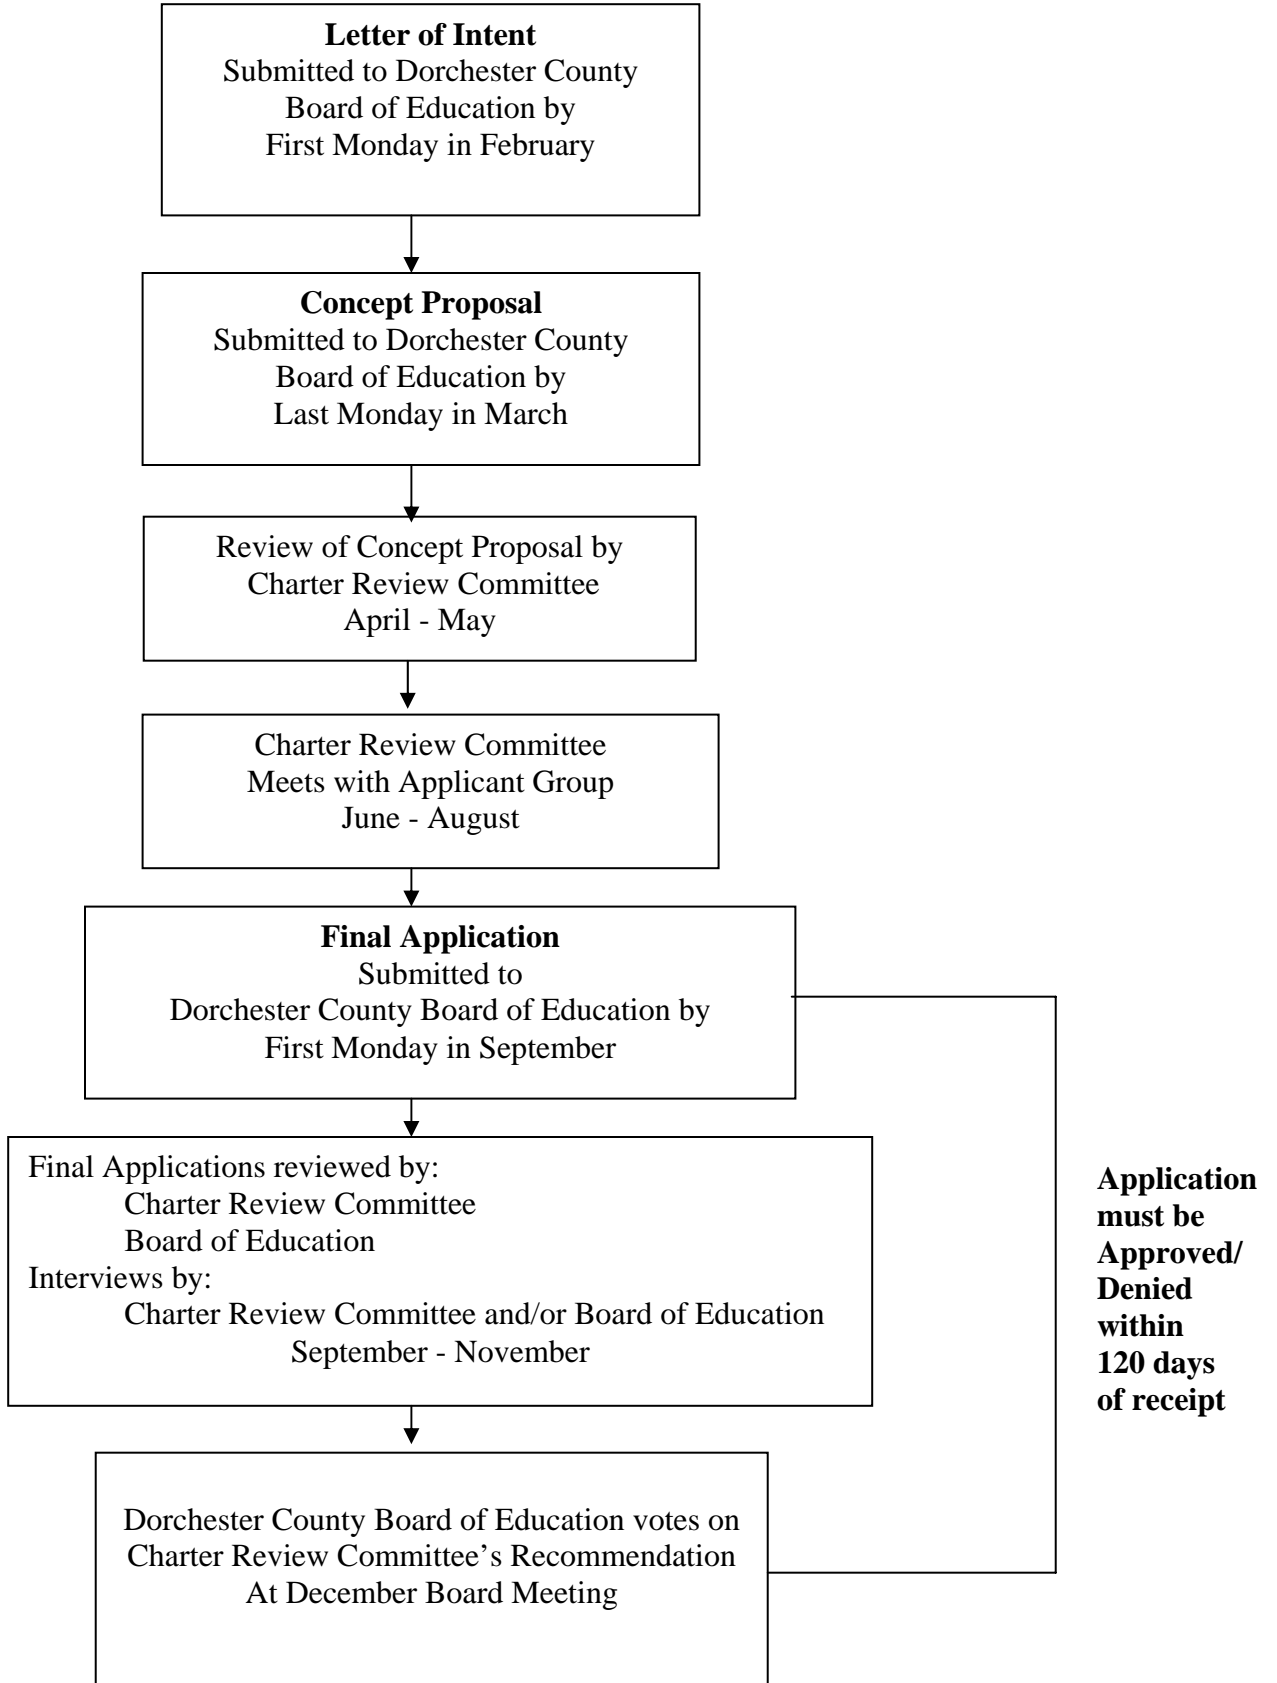 Letter of Intent
Submitted to Dorchester County
Board of Education by
First Monday in February
Concept Proposal
Submitted to Dorchester County
Board of Education by
Last Monday in March
Review of Concept Proposal by
Charter Review Committee
April - May
Charter Review Committee
Meets with Applicant Group
June - August
Final Application
Submitted to
Dorchester County Board of Education by
First Monday in September
Final Applications reviewed by:
Charter Review Committee
Board of Education
Interviews by:
Charter Review Committee and/or Board of Education
September - November
Application
must be
Approved/
Denied
within
120 days
of receipt
Dorchester County Board of Education votes on
Charter Review Committee’s Recommendation
At December Board Meeting